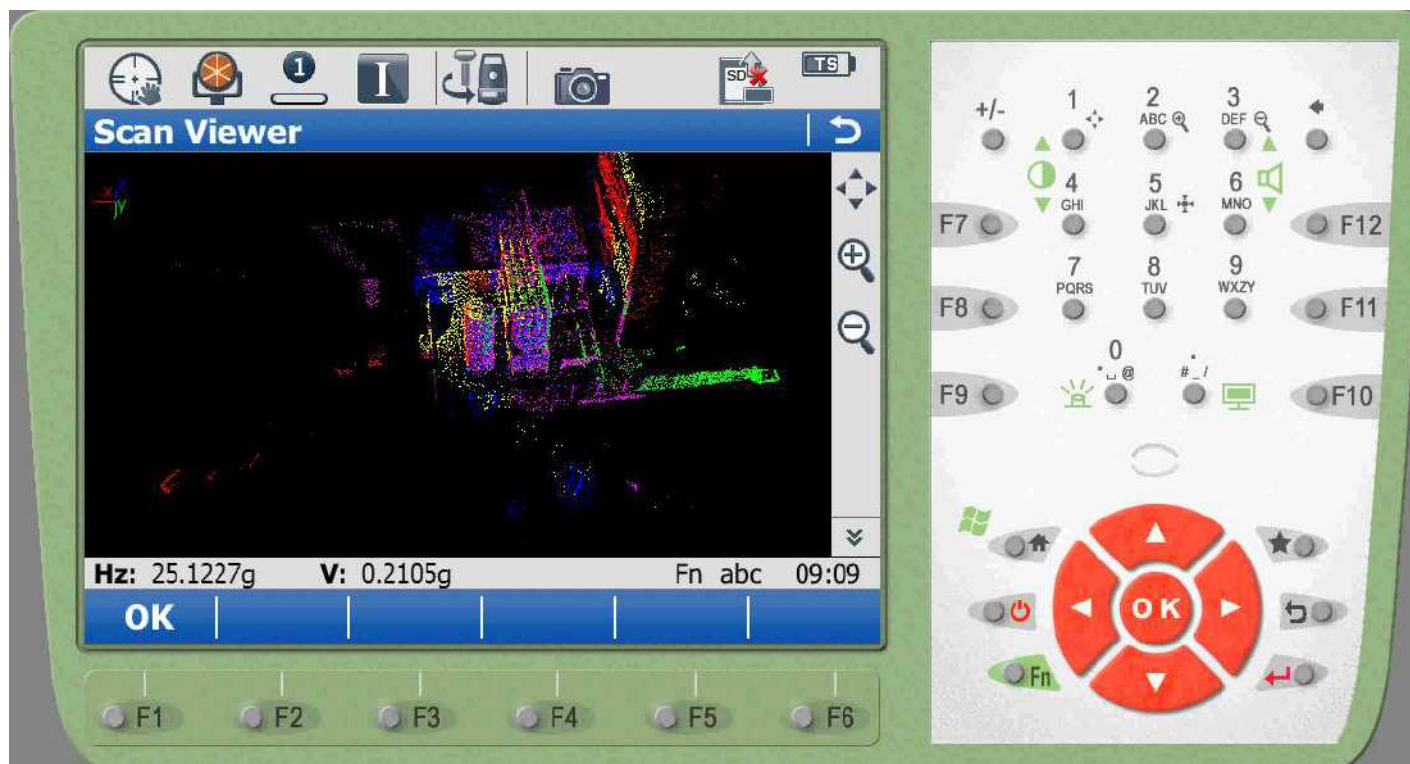 1 I SD TS
Scan Viewer
x z
y
Hz: 25.1227g V: 0.2105g Fn abc 09:09
OK
F1 F2 F3 F4 F5 F6
+/- 1 2 3
ABC DEF
4 5 6
GHI JKL MNO
F7 F12
7 8 9
PQRS TUV WXZY
F8 F11
0 .
* ␣ @ # _ /
F9 F10
OK
Fn